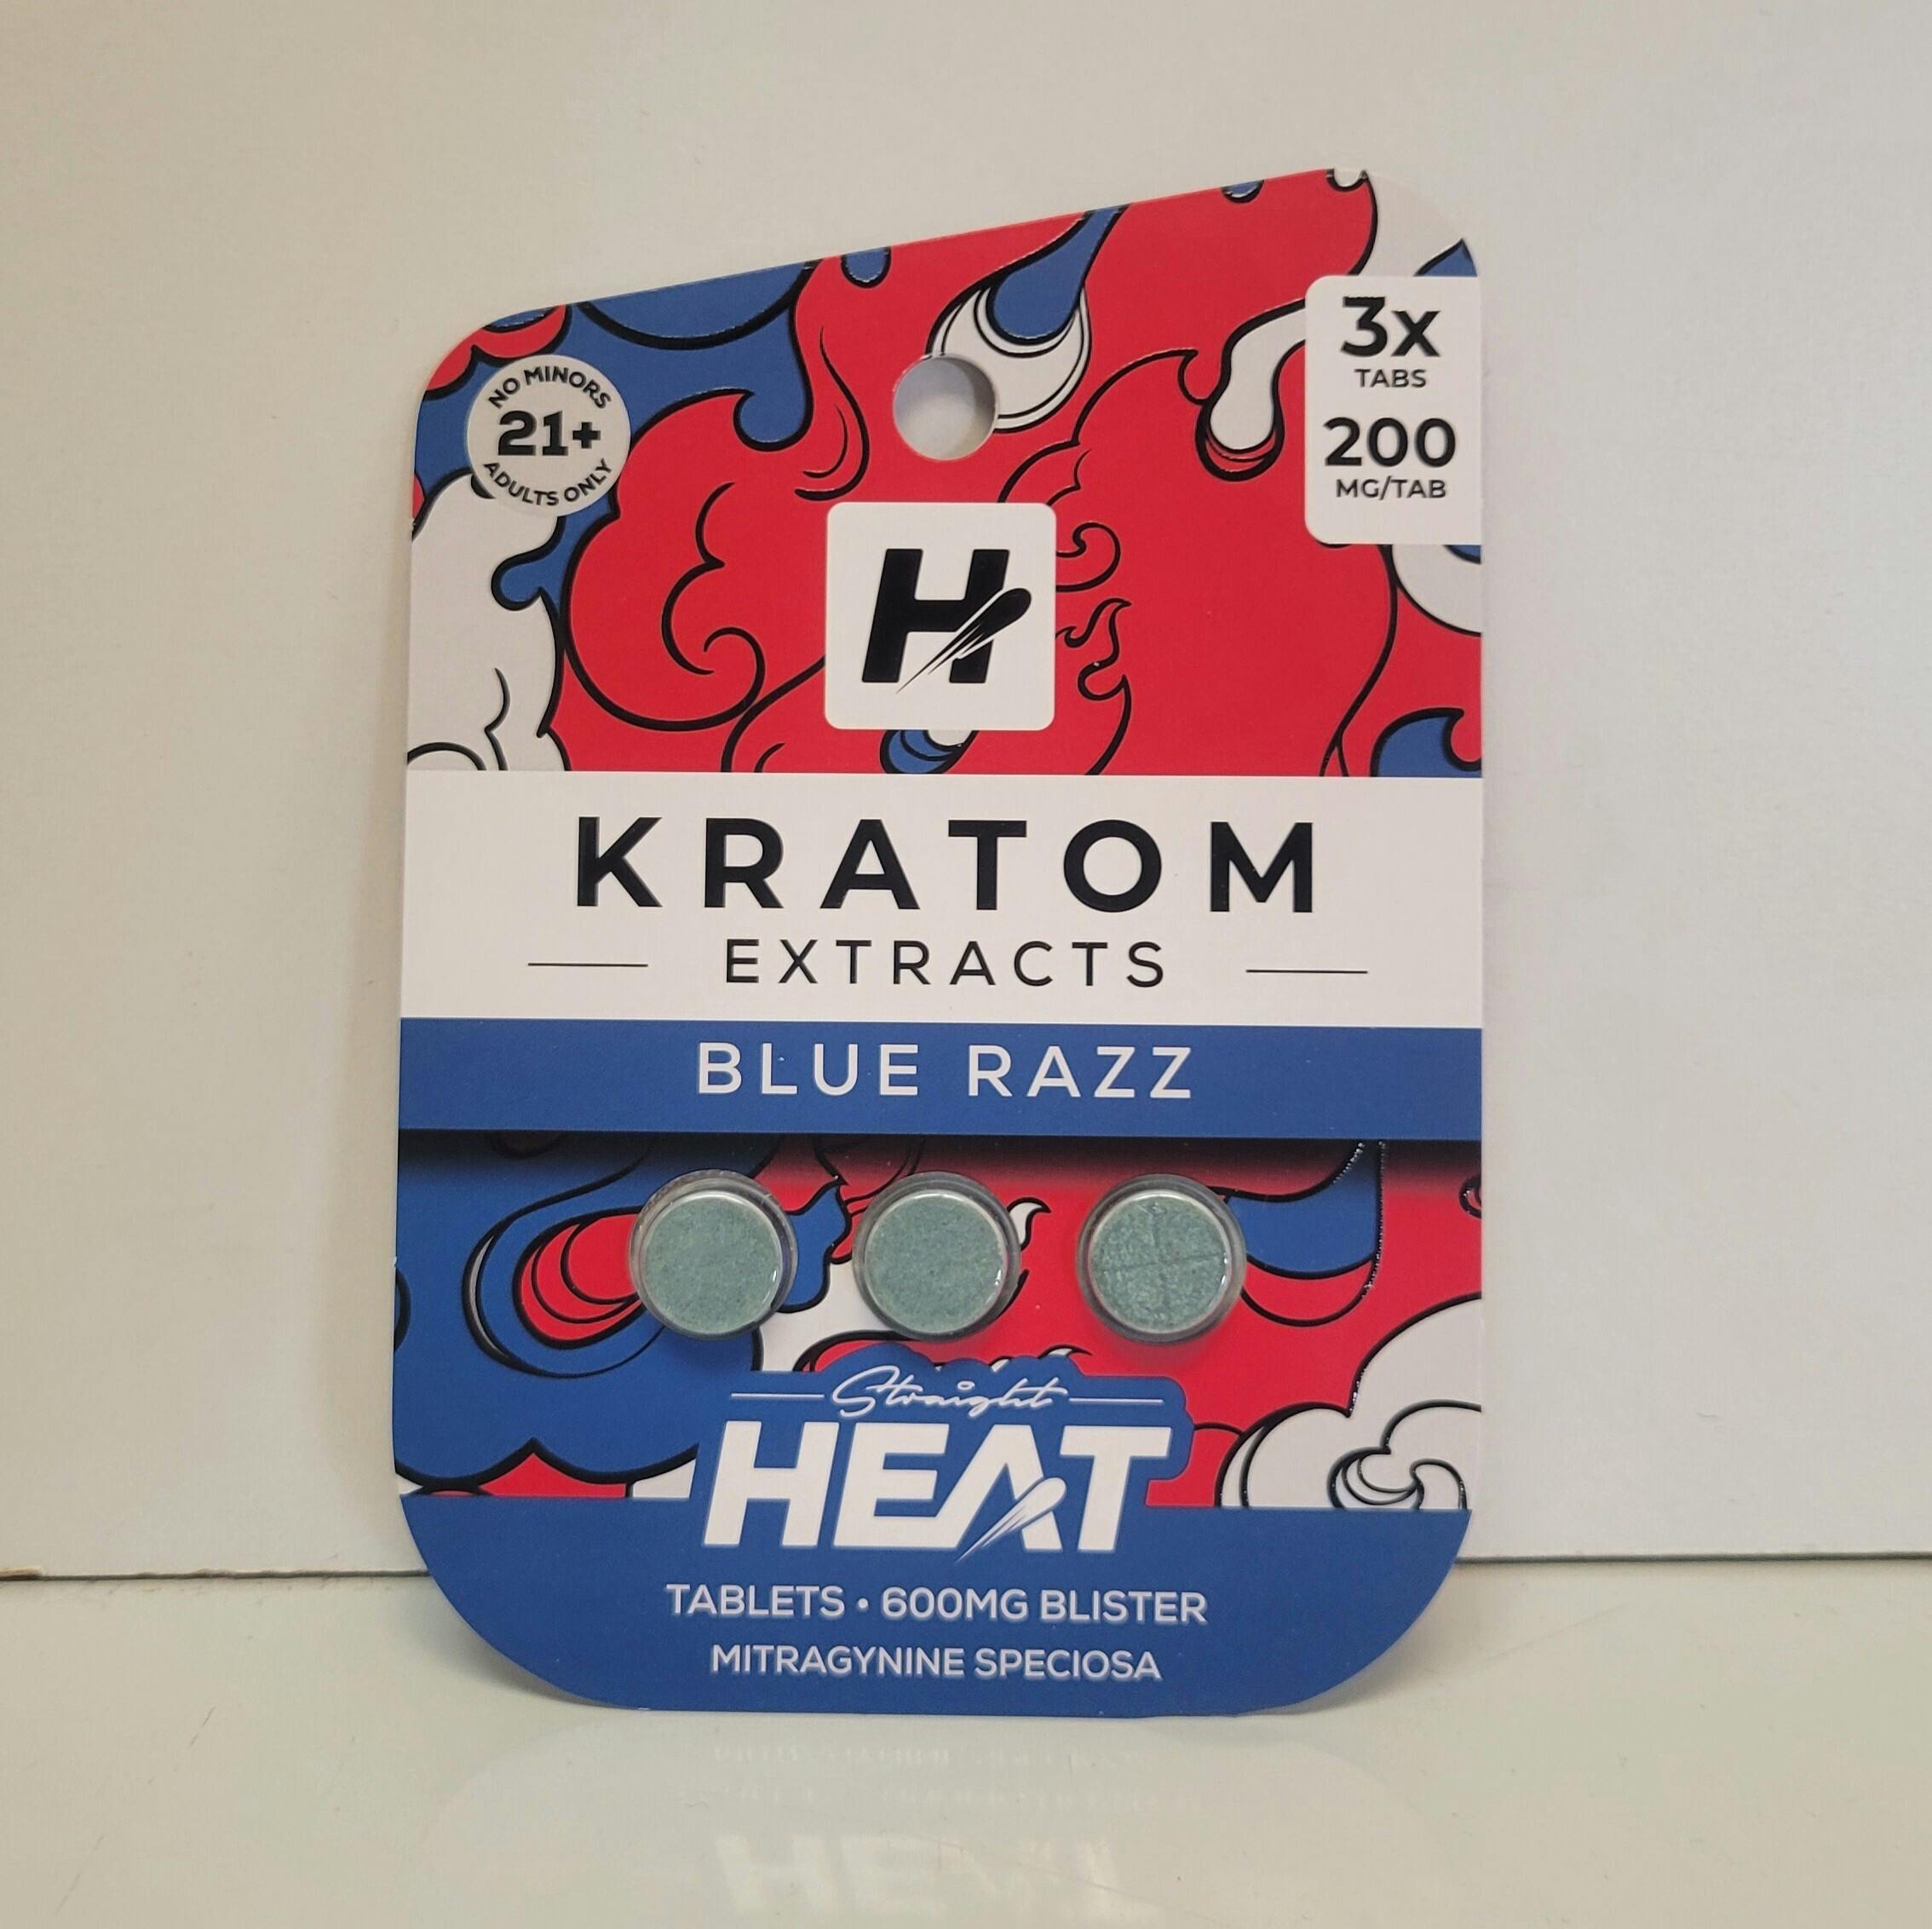 NO MINORS
21+
ADULTS ONLY
3X
TABS
200
MG/TAB
H
KRATOM
EXTRACTS
BLUE RAZZ
Straight
HEAT
TABLETS • 600MG BLISTER
MITRAGYNINE SPECIOSA